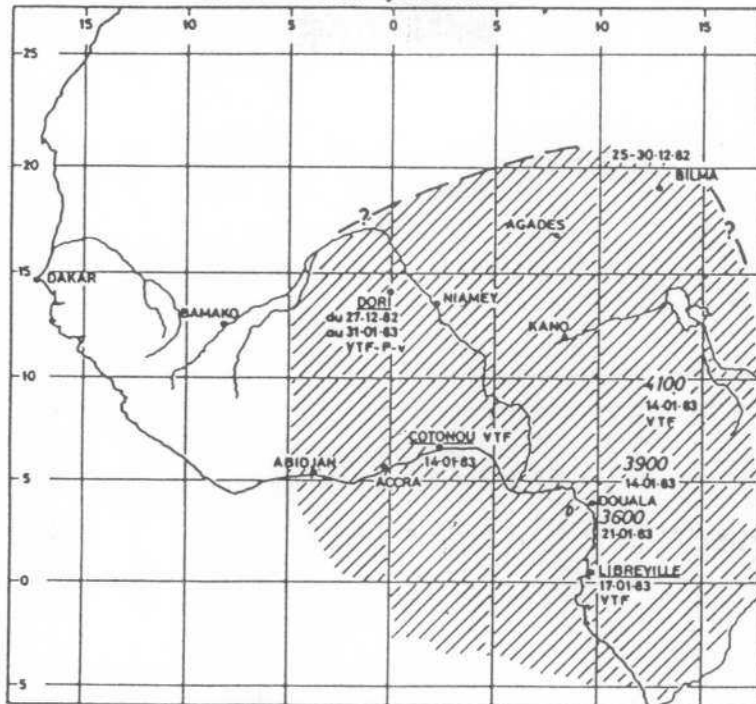 15 10 5 0 5 10 15
25
25-30-12-82
20
BILMA
?
?
AGADES
15
DAKAR
DORI
NIAMEY
du 27-12-82
BAMAKO
au 31-01-83
KANO
VTF-P-V
10
4100
14-01-83
VTF
COTONOU VTF
ABIDJAN
14-01-83
3900
5
ACCRA
14-01-83
DOUALA
3600
21-01-83
0
LIBREVILLE
17-01-83
VTF
5